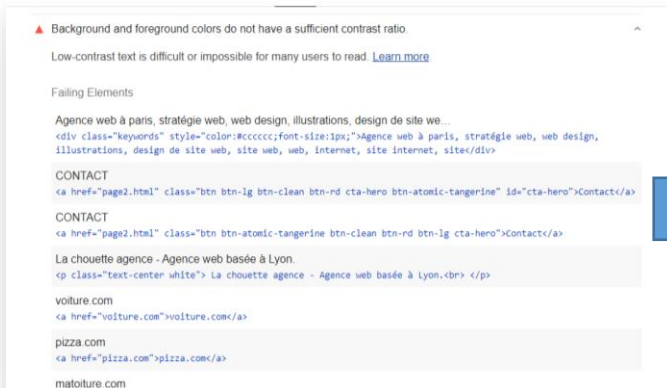 Background and foreground colors do not have a sufficient contrast ratio.
Low-contrast text is difficult or impossible for many users to read. Learn more.
Failing Elements
Agence web à paris, stratégie web, web design, illustrations, design de site we...
<div class="keywords" style="color:#cccccc;font-size:1px;">Agence web à paris, stratégie web, web design,
illustrations, design de site web, site web, web, internet, site internet, site</div>
CONTACT
<a href="page2.html" class="btn btn-lg btn-clean btn-rd cta-hero btn-atomic-tangerine" id="cta-hero">Contact</a>
CONTACT
<a href="page2.html" class="btn btn-atomic-tangerine btn-clean btn-rd btn-lg cta-hero">Contact</a>
La chouette agence - Agence web basée à Lyon.
<p class="text-center white"> La chouette agence - Agence web basée à Lyon.<br> </p>
voiture.com
<a href="voiture.com">voiture.com</a>
pizza.com
<a href="pizza.com">pizza.com</a>
matoiture.com